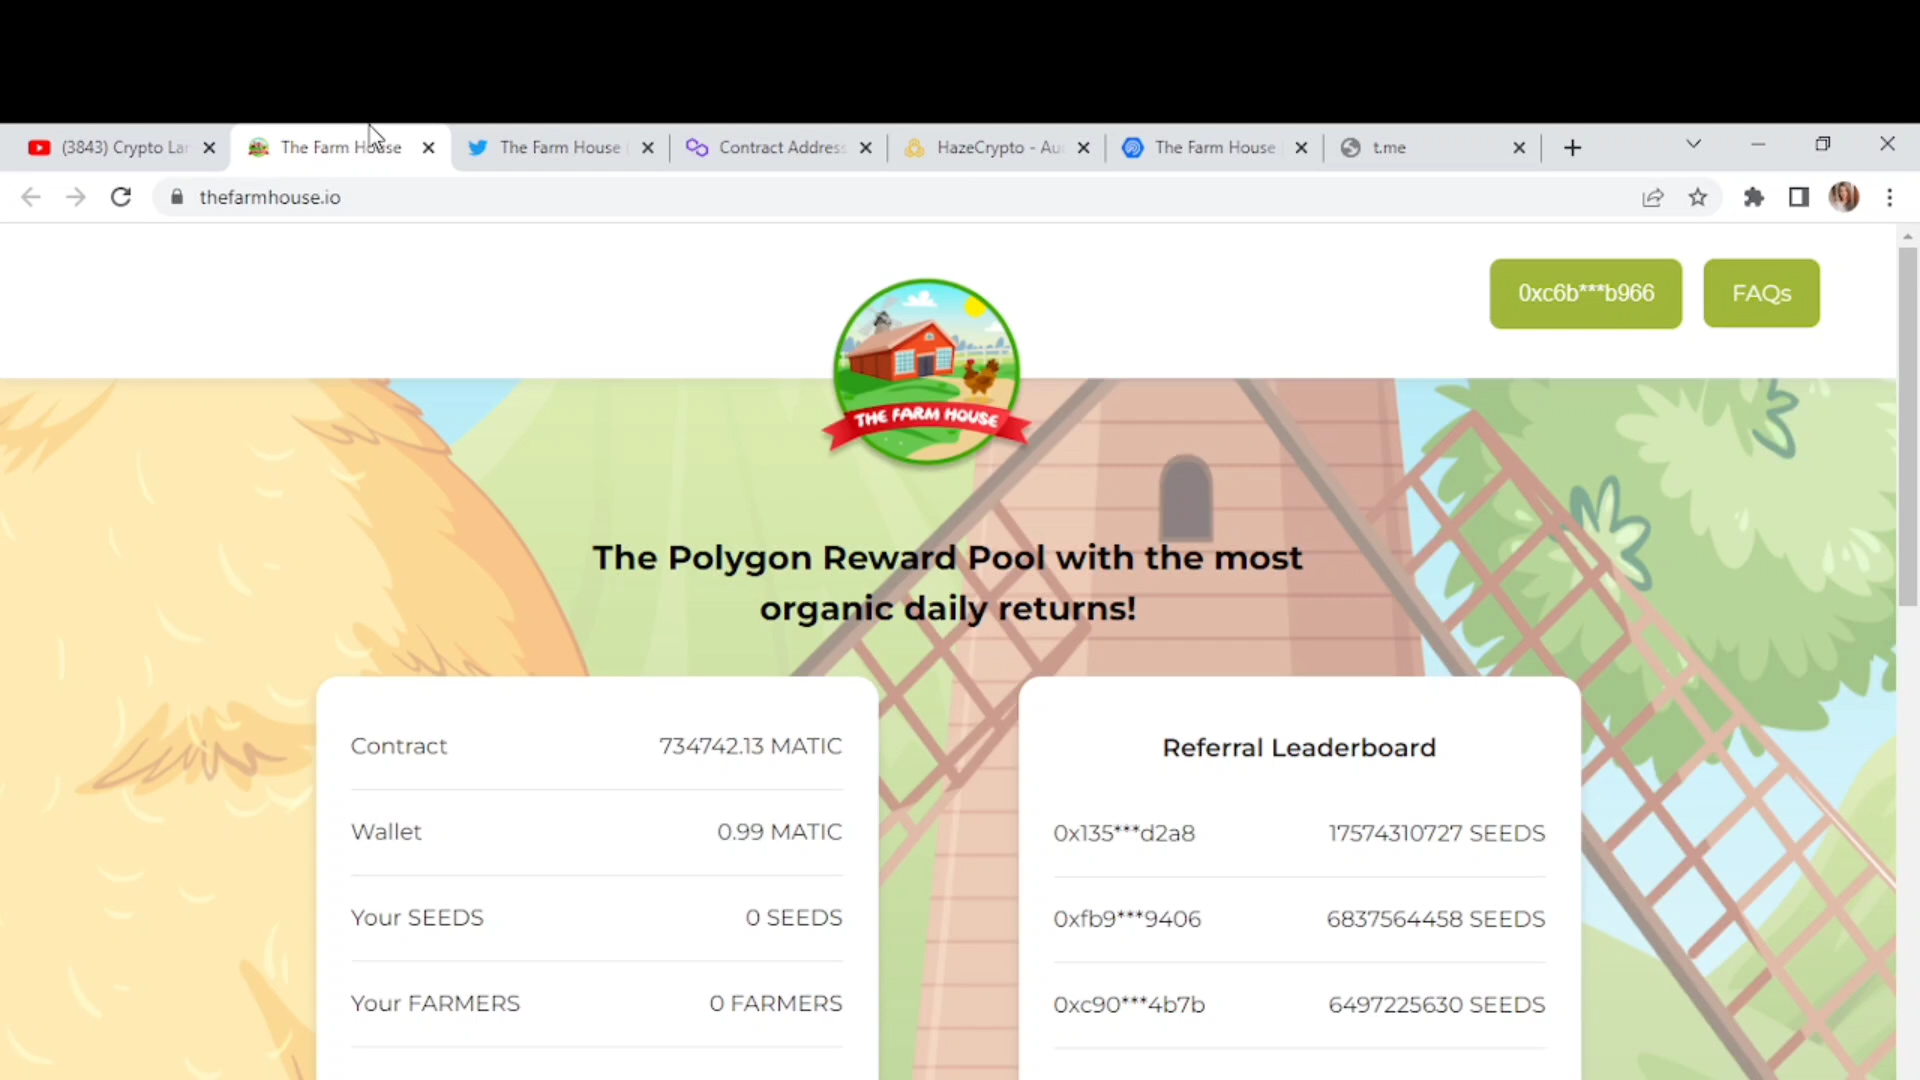 (3843) Crypto Lar
The Farm House
The Farm House (
Contract Address
HazeCrypto - Au
The Farm House
t.me
thefarmhouse.io
0xc6b***b966
FAQs
THE FARM HOUSE
The Polygon Reward Pool with the most
organic daily returns!
Contract 734742.13 MATIC
Wallet 0.99 MATIC
Your SEEDS 0 SEEDS
Your FARMERS 0 FARMERS
Referral Leaderboard
0x135***d2a8 17574310727 SEEDS
0xfb9***9406 6837564458 SEEDS
0xc90***4b7b 6497225630 SEEDS